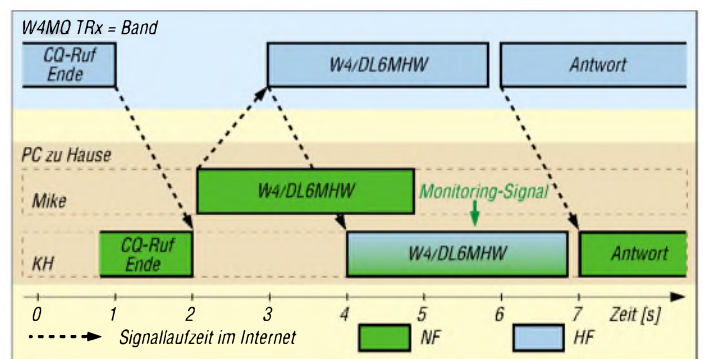 W4MQ TRx = Band
CQ-Ruf
Ende
W4/DL6MHW
Antwort
PC zu Hause
Mike
W4/DL6MHW
Monitoring-Signal
KH
CQ-Ruf
Ende
W4/DL6MHW
Antwort
0 1 2 3 4 5 6 7 Zeit [s]
Signallaufzeit im Internet NF HF